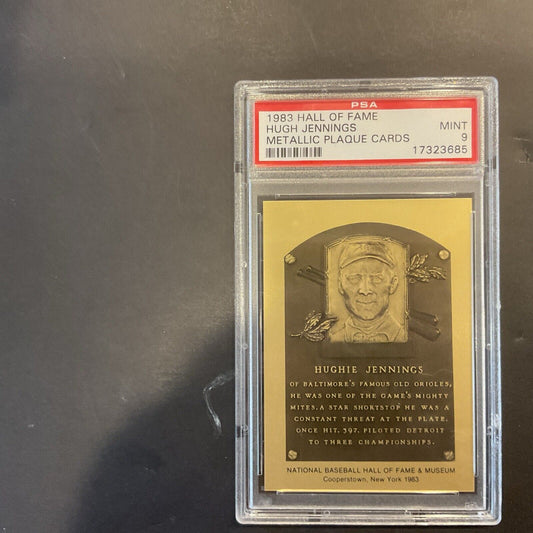 PSA
1983 HALL OF FAME
HUGH JENNINGS MINT
METALLIC PLAQUE CARDS 9
17323685
HUGHIE JENNINGS
OF BALTIMORE'S FAMOUS OLD ORIOLES,
HE WAS ONE OF THE GAME'S MIGHTY
MITES. A STAR SHORTSTOP HE WAS A
CONSTANT THREAT AT THE PLATE.
ONCE HIT .397. PILOTED DETROIT
TO THREE CHAMPIONSHIPS.
NATIONAL BASEBALL HALL OF FAME & MUSEUM
Cooperstown, New York 1983